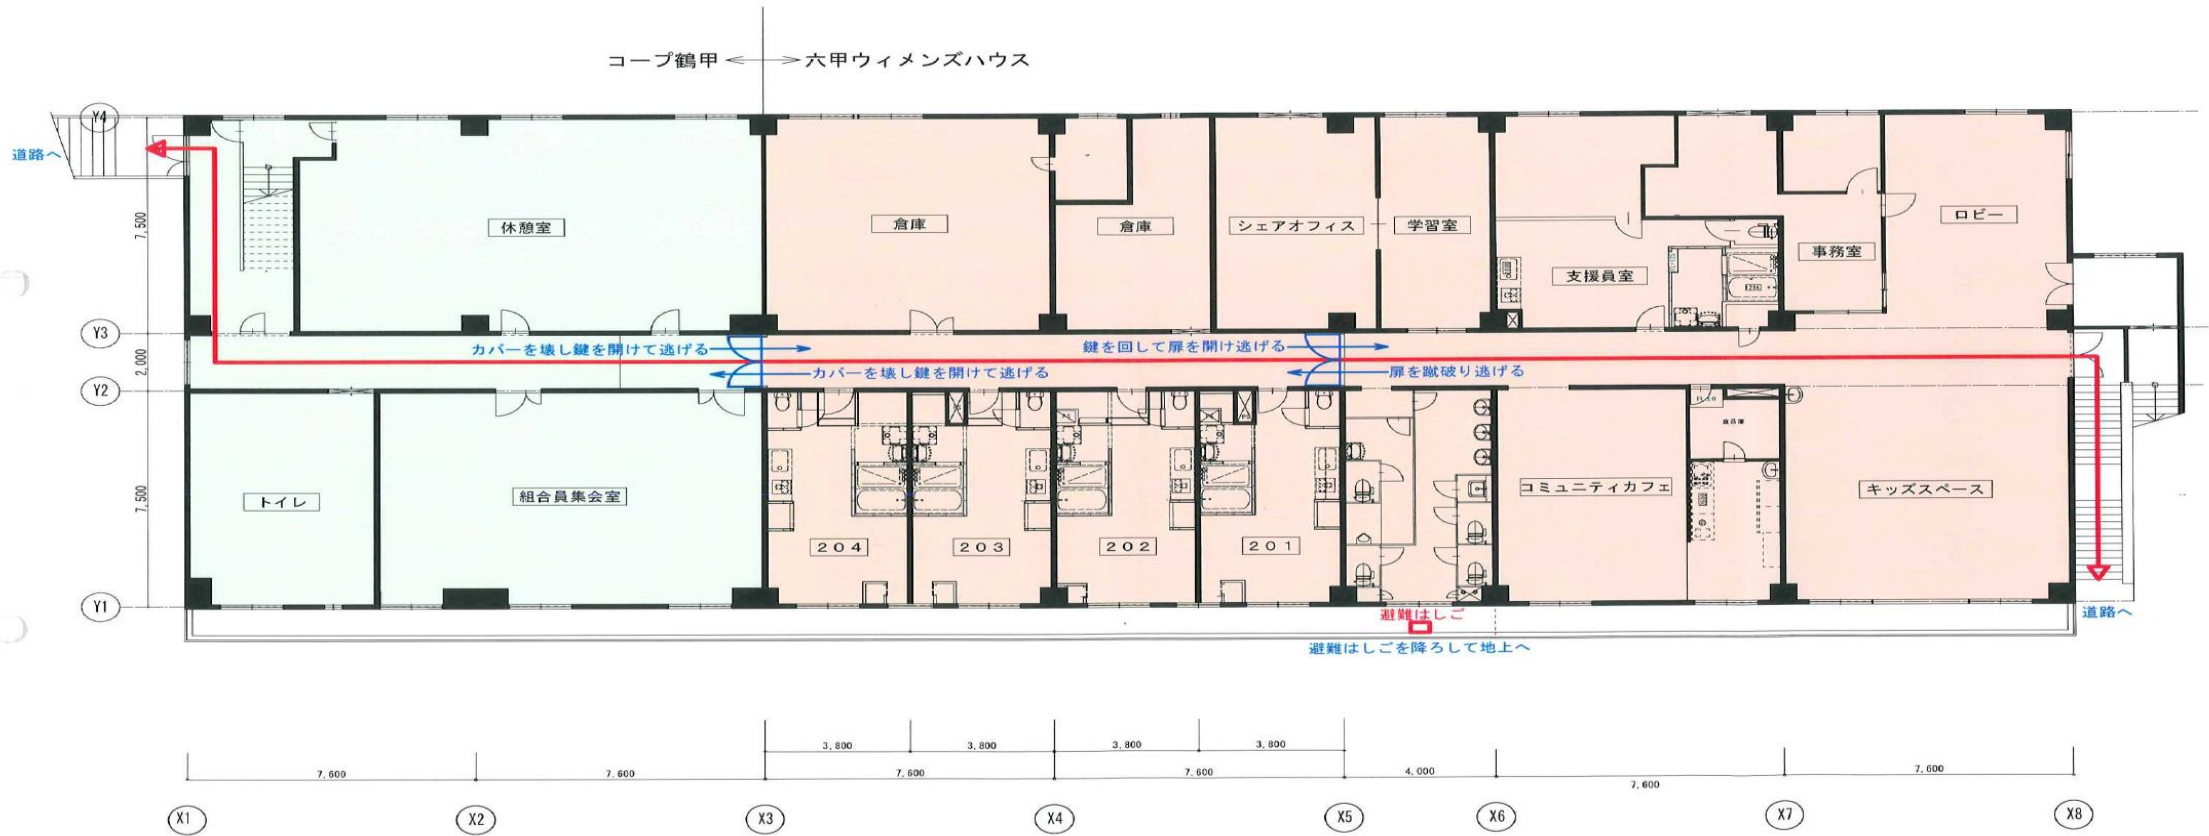 コープ鶴甲 六甲ウィメンズハウス
Y4
道路へ
7,500
休憩室
倉庫
倉庫
シェアオフィス
学習室
支援員室
事務室
ロビー
Y3
2,000
カバーを壊し鍵を開けて逃げる
鍵を回して扉を開け逃げる
カバーを壊し鍵を開けて逃げる
扉を蹴破り逃げる
Y2
7,500
トイレ
組合員集会室
204
203
202
201
コミュニティカフェ
食品庫
キッズスペース
Y1
避難はしご
避難はしごを降ろして地上へ
道路へ
3,800
3,800
3,800
3,800
7,600
7,600
7,600
7,600
4,000
7,600
7,600
X1
X2
X3
X4
X5
X6
X7
X8